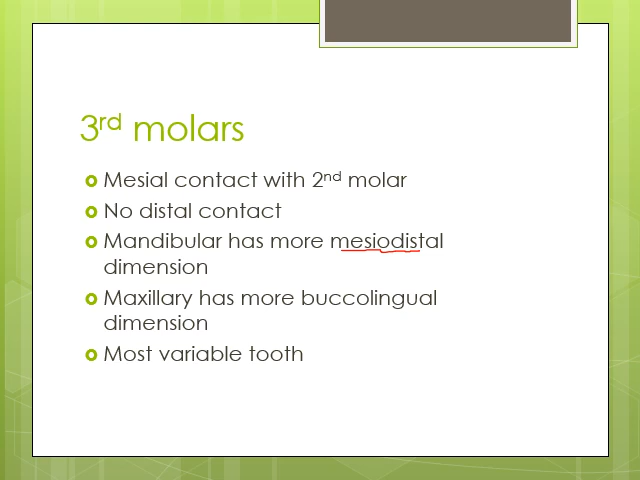 3rd molars
Mesial contact with 2nd molar
No distal contact
Mandibular has more mesiodistal
dimension
Maxillary has more buccolingual
dimension
Most variable tooth